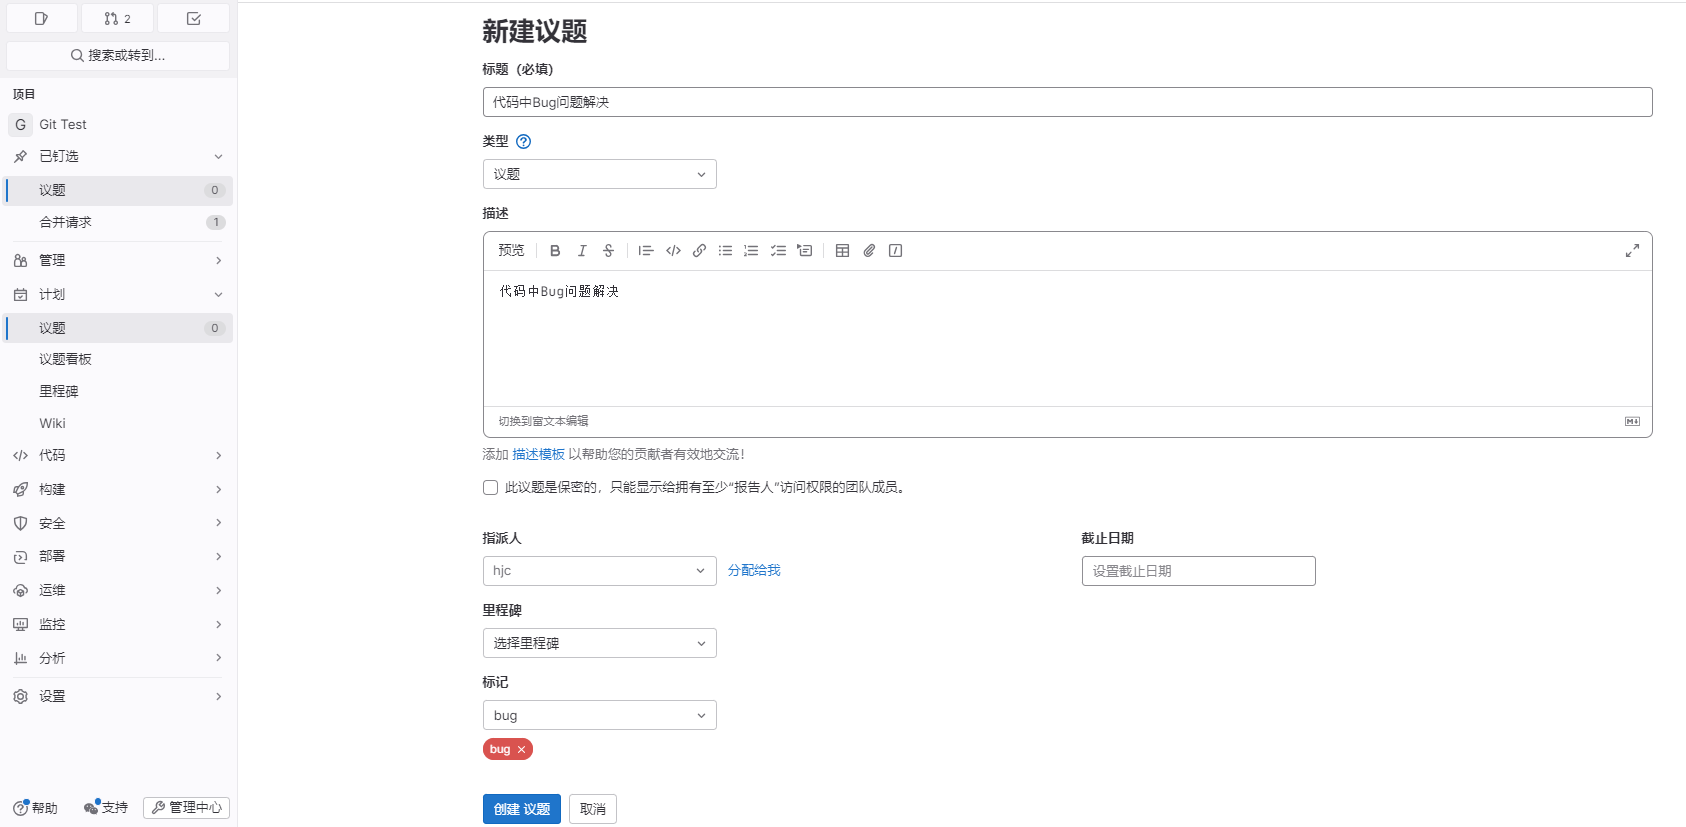 2
搜索或转到...
项目
G Git Test
已钉选
议题 0
合并请求 1
管理
计划
议题 0
议题看板
里程碑
Wiki
代码
构建
安全
部署
运维
监控
分析
设置
帮助 支持 管理中心
新建议题
标题 (必填)
代码中Bug问题解决
类型
议题
描述
预览
代码中Bug问题解决
切换到富文本编辑
添加 描述模板 以帮助您的贡献者有效地交流!
此议题是保密的，只能显示给拥有至少“报告人”访问权限的团队成员。
指派人
hjc 分配给我
截止日期
设置截止日期
里程碑
选择里程碑
标记
bug
bug
创建 议题 取消